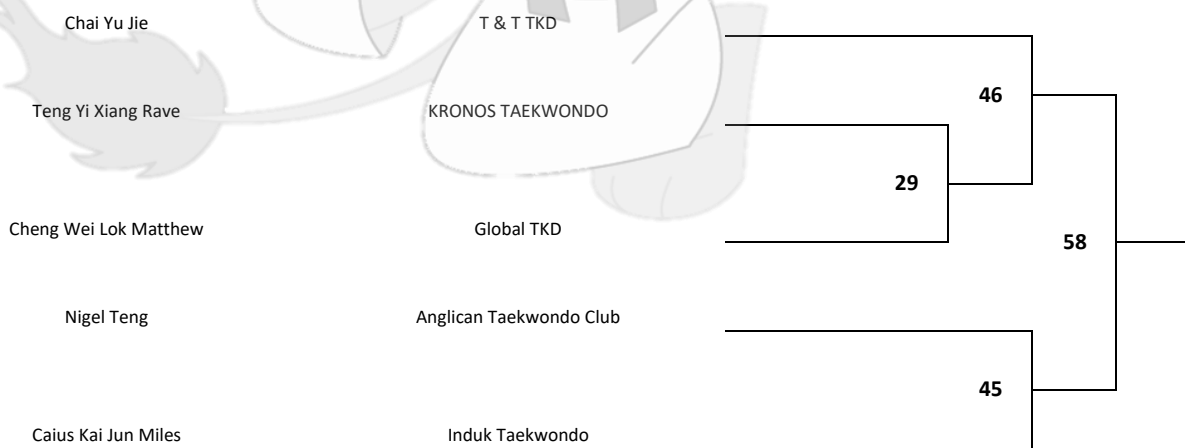 Chai Yu Jie T & T TKD
46
Teng Yi Xiang Rave KRONOS TAEKWONDO
29
Cheng Wei Lok Matthew Global TKD
58
Nigel Teng Anglican Taekwondo Club
45
Caius Kai Jun Miles Induk Taekwondo